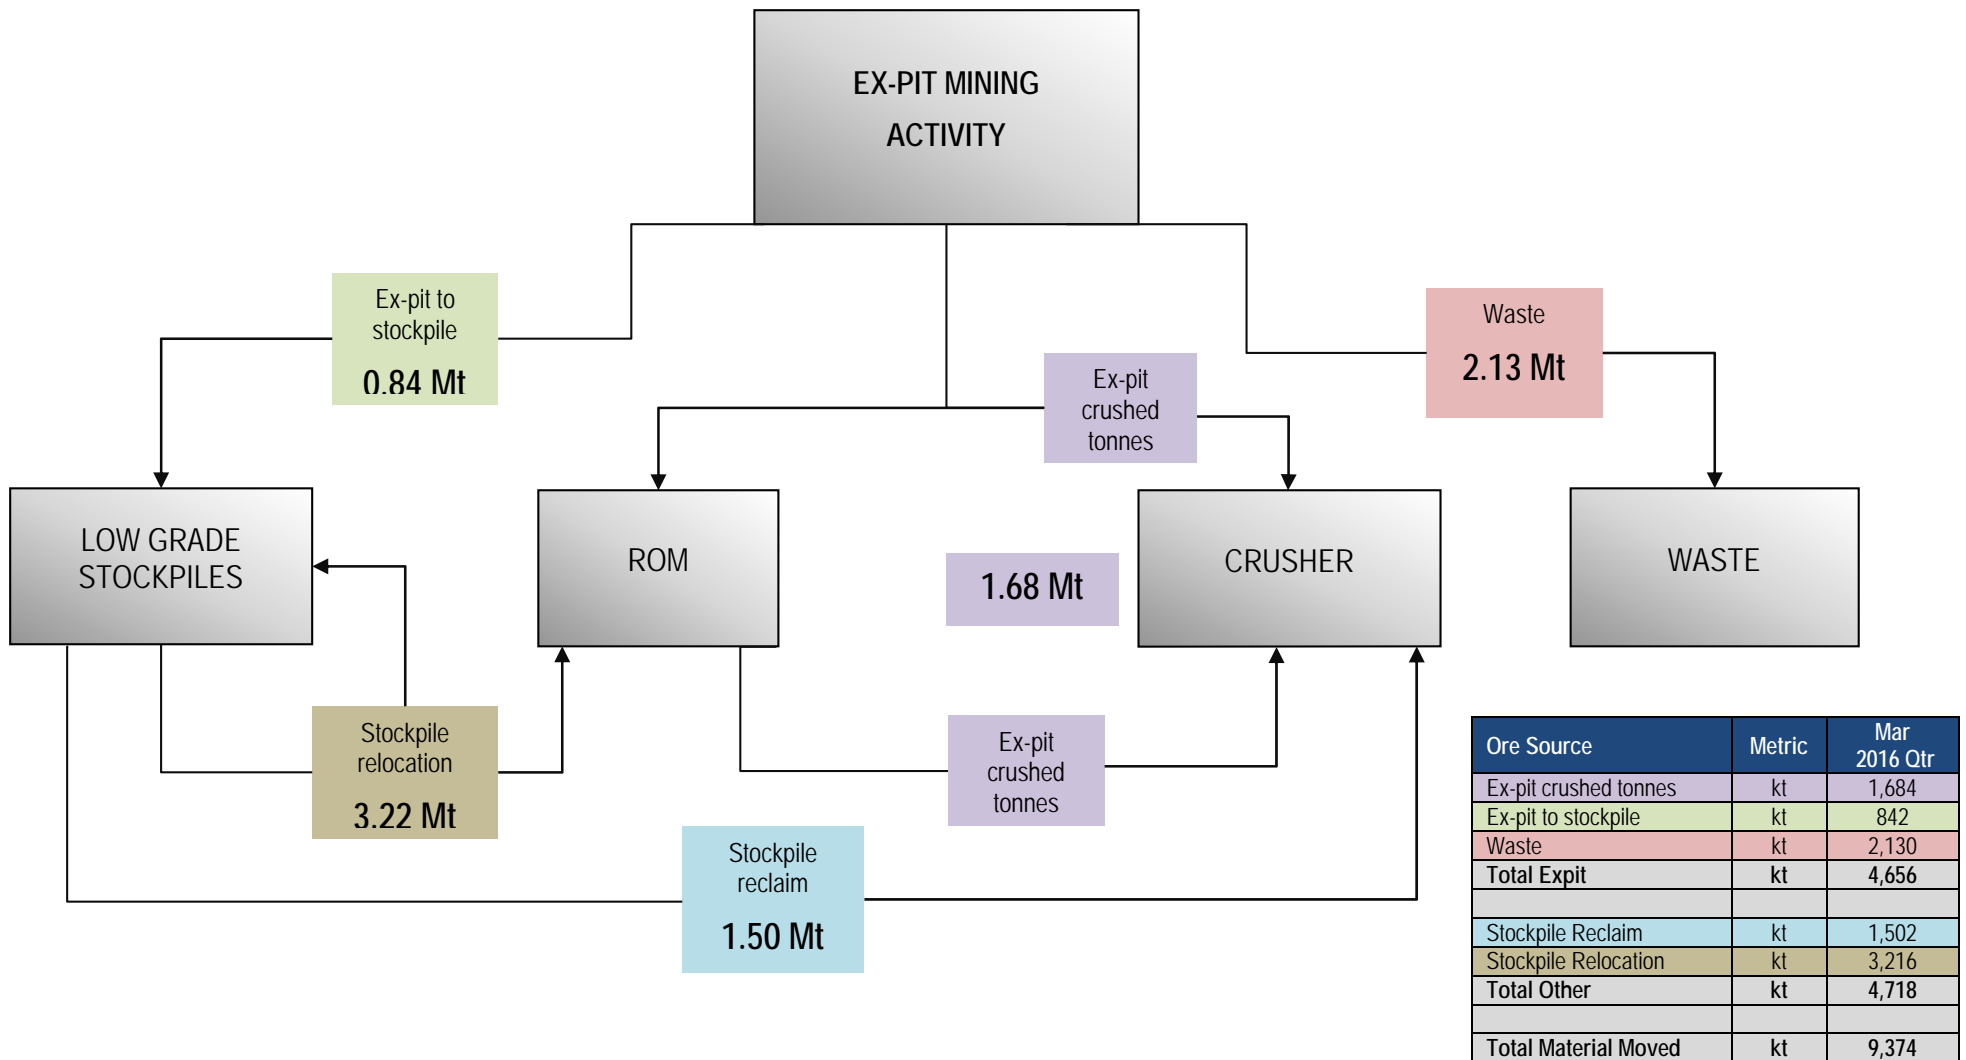 EX-PIT MINING
ACTIVITY
Ex-pit to
stockpile
0.84 Mt
Waste
2.13 Mt
Ex-pit
crushed
tonnes
LOW GRADE
STOCKPILES
ROM
1.68 Mt
CRUSHER
WASTE
Stockpile
relocation
3.22 Mt
Ex-pit
crushed
tonnes
Stockpile
reclaim
1.50 Mt
Ore Source Metric Mar
2016 Qtr
Ex-pit crushed tonnes kt 1,684
Ex-pit to stockpile kt 842
Waste kt 2,130
Total Expit kt 4,656
Stockpile Reclaim kt 1,502
Stockpile Relocation kt 3,216
Total Other kt 4,718
Total Material Moved kt 9,374